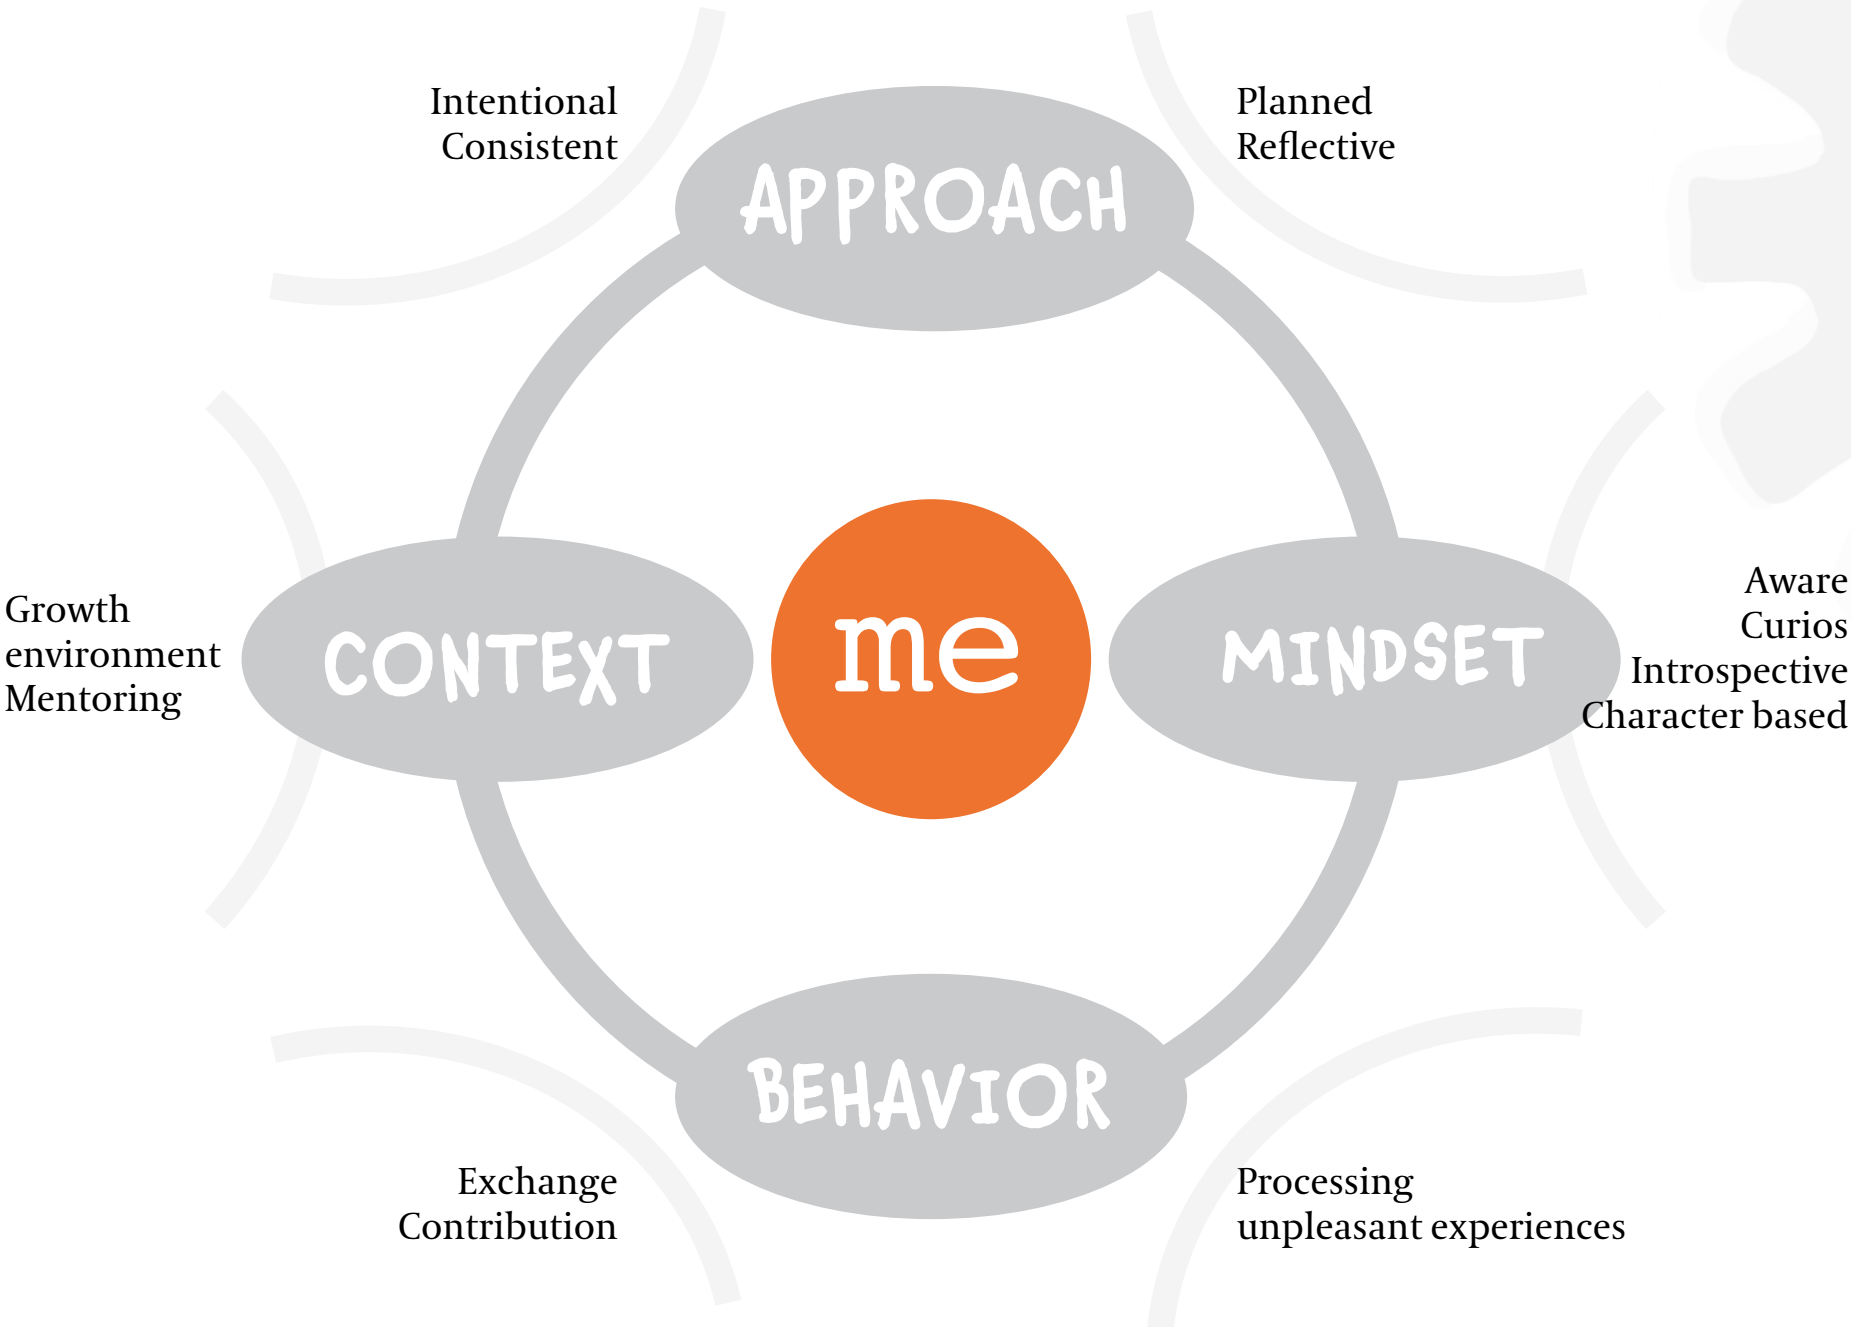 Intentional
Consistent
Planned
Reflective
APPROACH
Growth
environment
Mentoring
CONTEXT
me
MINDSET
Aware
Curios
Introspective
Character based
BEHAVIOR
Exchange
Contribution
Processing
unpleasant experiences